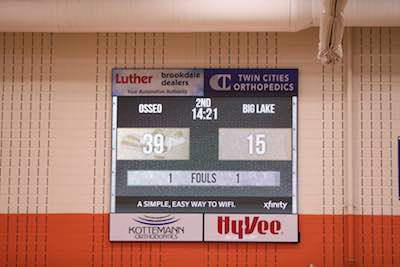 Luther brookdale dealers
Your Automotive Authority
TWIN CITIES ORTHOPEDICS
OSSEO 2ND BIG LAKE
14:21
39 15
1 FOULS 1
A SIMPLE, EASY WAY TO WIFI. xfinity
KOTTEMANN
ORTHODONTICS
HyVee